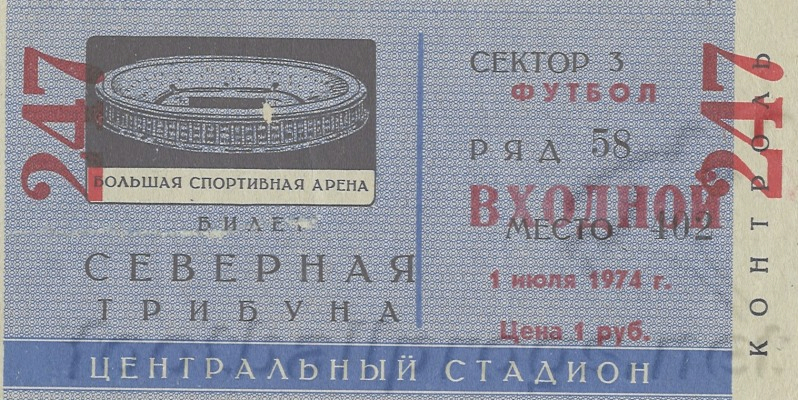 247
БОЛЬШАЯ СПОРТИВНАЯ АРЕНА
БИЛЕТ
СЕВЕРНАЯ
ТРИБУНА
СЕКТОР 3
ФУТБОЛ
РЯД 58
ВХОДНОЙ
МЕСТО 402
1 июля 1974 г.
Цена 1 руб.
ЦЕНТРАЛЬНЫЙ СТАДИОН
247
КОНТРОЛЬ